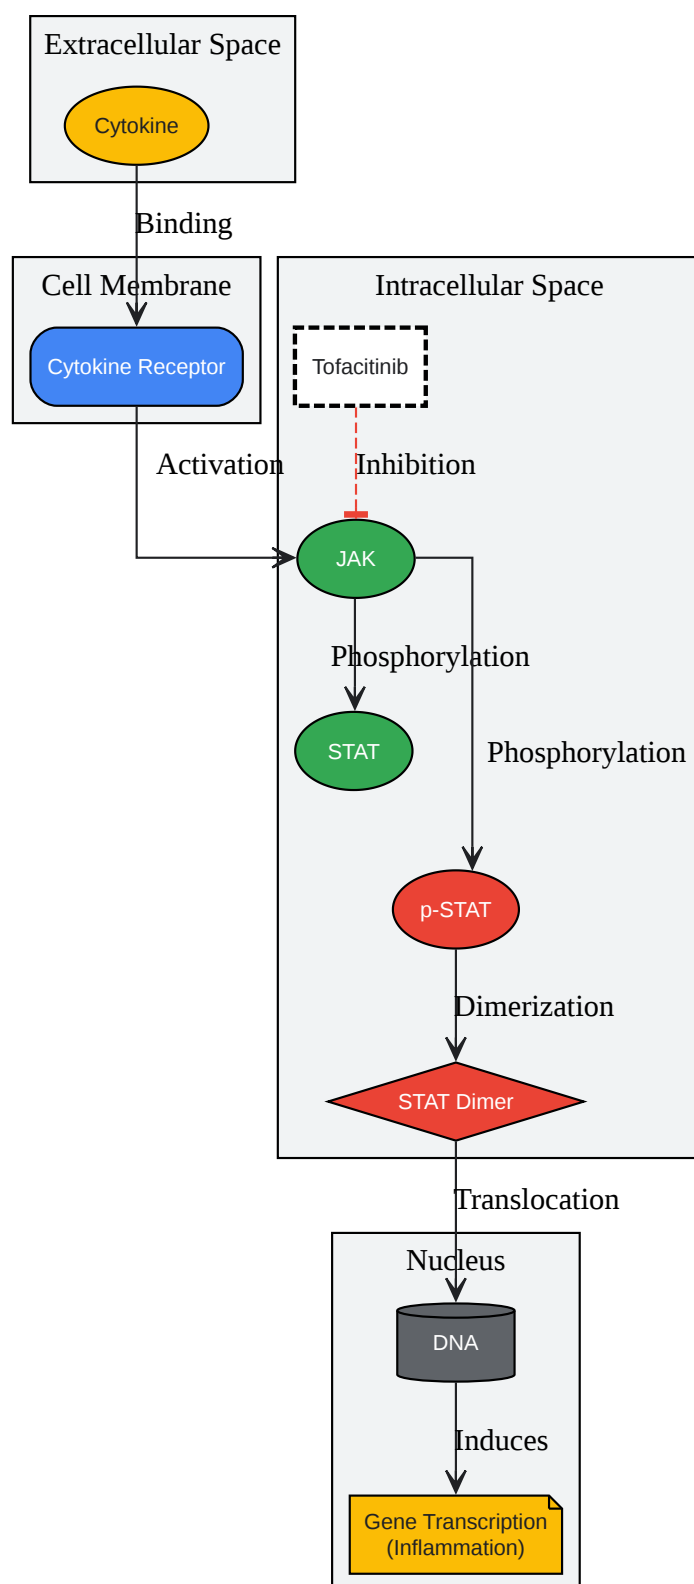 Extracellular Space
Cytokine
Binding
Cell Membrane
Intracellular Space
Cytokine Receptor
Tofacitinib
Activation
Inhibition
JAK
Phosphorylation
STAT
Phosphorylation
p-STAT
Dimerization
STAT Dimer
Translocation
Nucleus
DNA
Induces
Gene Transcription
(Inflammation)